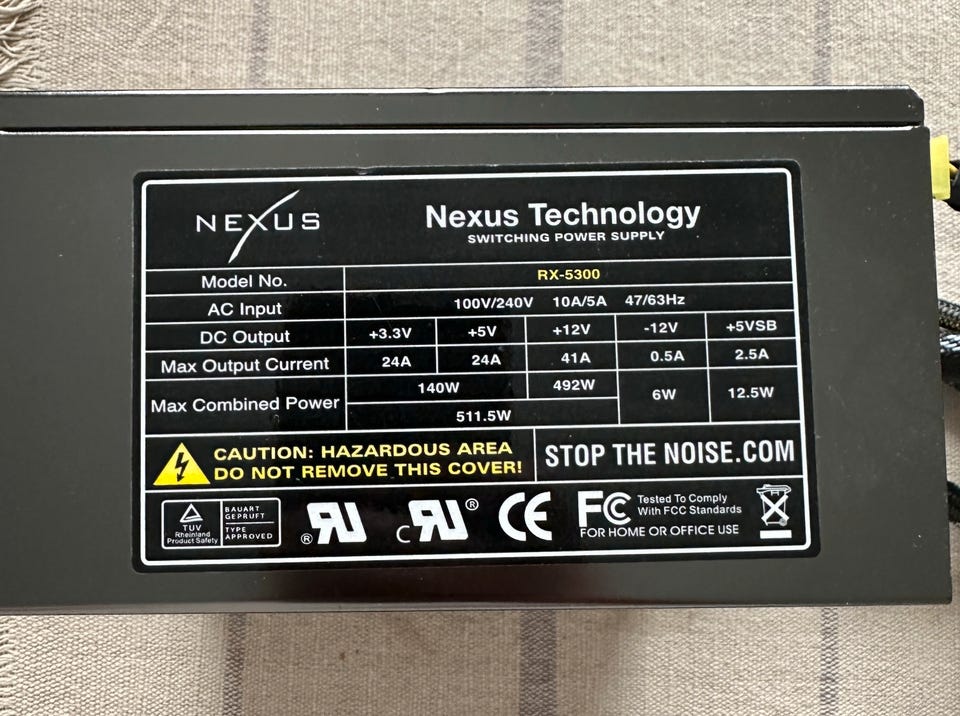 NEXUS
Nexus Technology
SWITCHING POWER SUPPLY
Model No. RX-5300
AC Input 100V/240V 10A/5A 47/63Hz
DC Output +3.3V +5V +12V -12V +5VSB
Max Output Current 24A 24A 41A 0.5A 2.5A
Max Combined Power 140W 492W 6W 12.5W
511.5W
CAUTION: HAZARDOUS AREA
DO NOT REMOVE THIS COVER!
STOP THE NOISE.COM
TUV
Rheinland
Product Safety
BAUART
GEPRUFT
TYPE
APPROVED
® RU
C RU ®
CE
FC
Tested To Comply
With FCC Standards
FOR HOME OR OFFICE USE